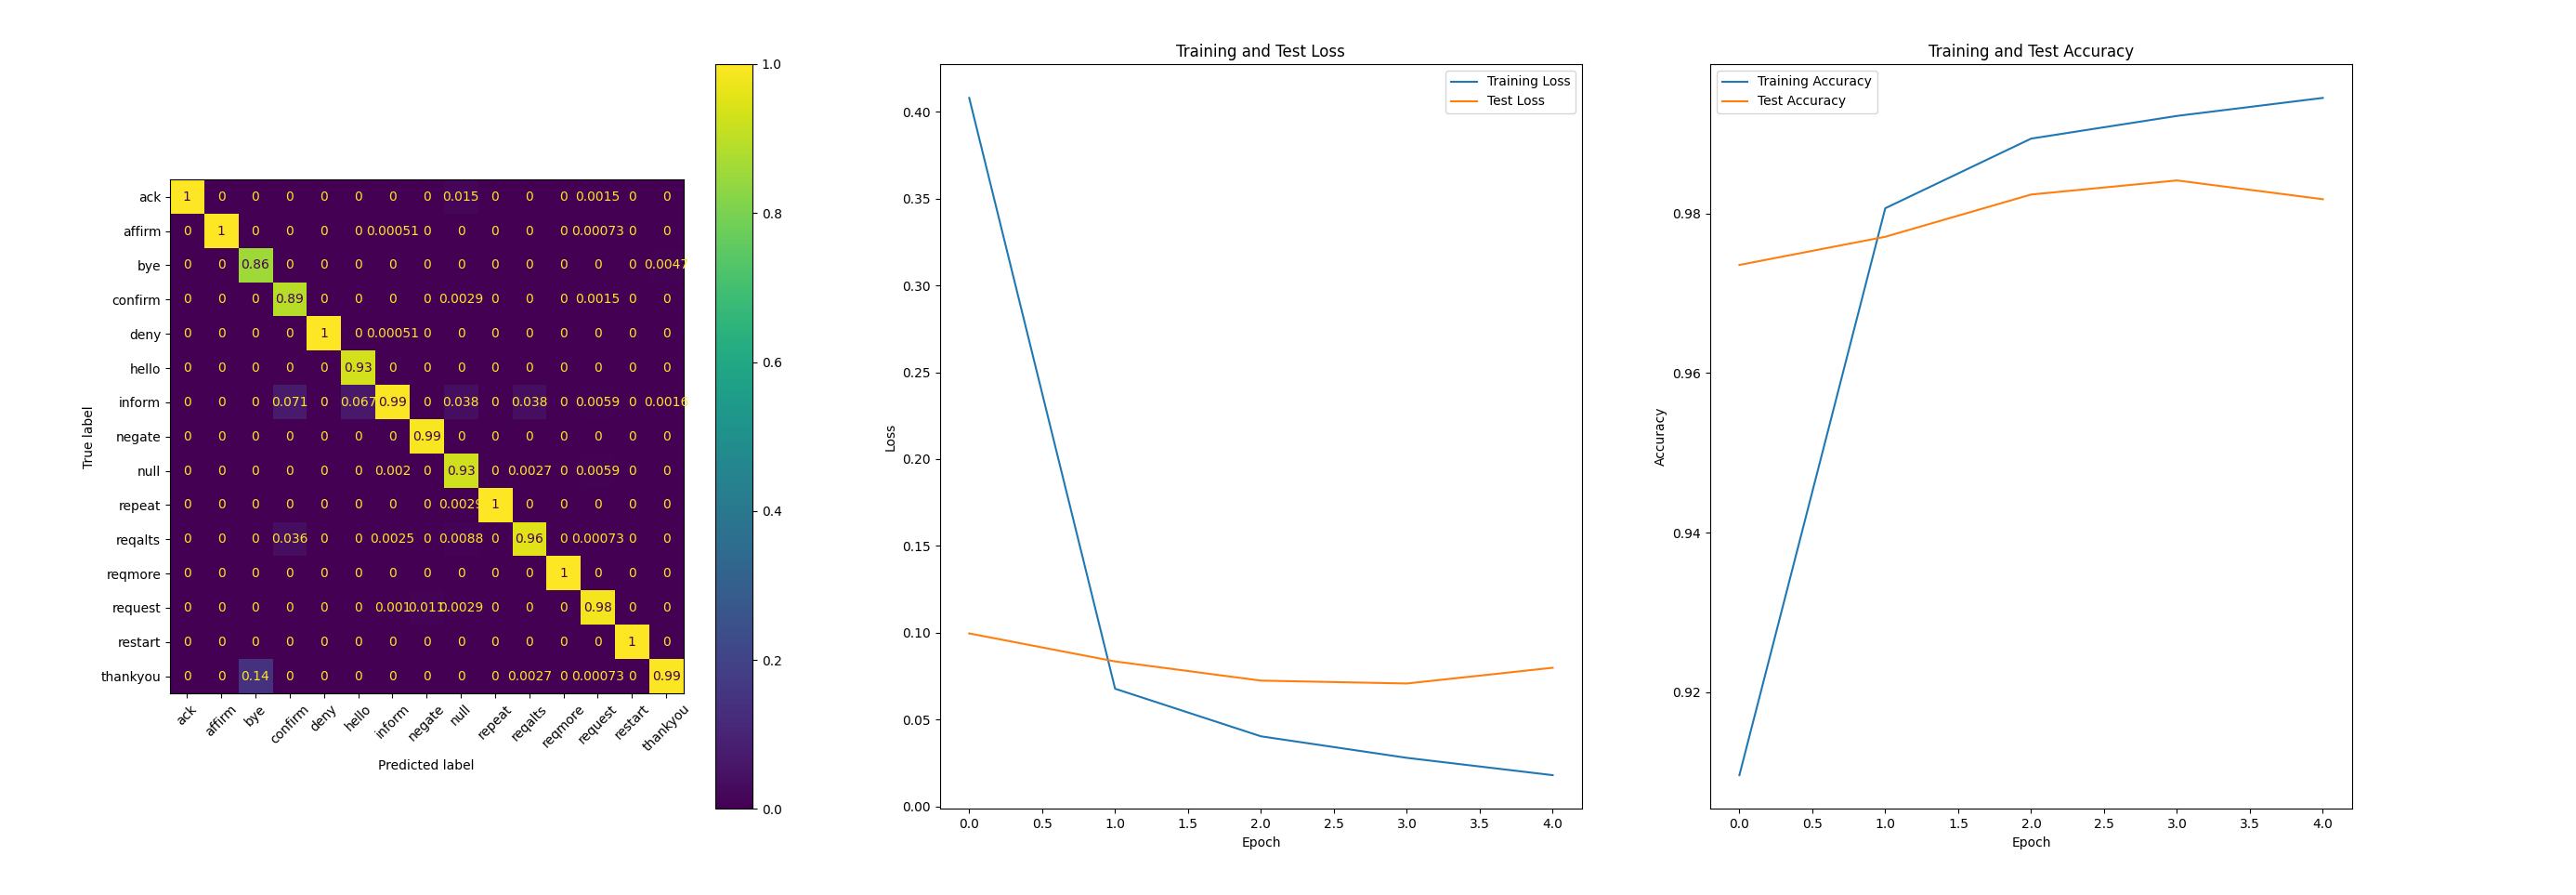 1.0
0.8
0.6
0.4
0.2
0.0
ack 1 0 0 0 0 0 0 0 0.015 0 0 0 0.0015 0 0
affirm 0 1 0 0 0 0 0.00051 0 0 0 0 0 0.00073 0 0
bye 0 0 0.86 0 0 0 0 0 0 0 0 0 0 0 0.0047
confirm 0 0 0 0.89 0 0 0 0 0.0029 0 0 0 0.0015 0 0
deny 0 0 0 0 1 0 0.00051 0 0 0 0 0 0 0 0
hello 0 0 0 0 0 0.93 0 0 0 0 0 0 0 0 0
inform 0 0 0 0.071 0 0.067 0.99 0 0.038 0 0.038 0 0.0059 0 0.0016
negate 0 0 0 0 0 0 0 0.99 0 0 0 0 0 0 0
null 0 0 0 0 0 0 0.002 0 0.93 0 0.0027 0 0.0059 0 0
repeat 0 0 0 0 0 0 0 0 0.0029 1 0 0 0 0 0
reqalts 0 0 0 0.036 0 0 0.0025 0 0.0088 0 0.96 0 0.00073 0 0
reqmore 0 0 0 0 0 0 0 0 0 0 0 1 0 0 0
request 0 0 0 0 0 0 0.001 0.011 0.0029 0 0 0 0.98 0 0
restart 0 0 0 0 0 0 0 0 0 0 0 0 0 1 0
thankyou 0 0 0.14 0 0 0 0 0 0 0 0.0027 0 0.00073 0 0.99
True label
ack affirm bye confirm deny hello inform negate null repeat reqalts reqmore request restart thankyou
Predicted label
Training and Test Loss
Training Loss
Test Loss
0.40
0.35
0.30
0.25
0.20
0.15
0.10
0.05
0.00
Loss
0.0 0.5 1.0 1.5 2.0 2.5 3.0 3.5 4.0
Epoch
Training and Test Accuracy
Training Accuracy
Test Accuracy
0.98
0.96
0.94
0.92
Accuracy
0.0 0.5 1.0 1.5 2.0 2.5 3.0 3.5 4.0
Epoch